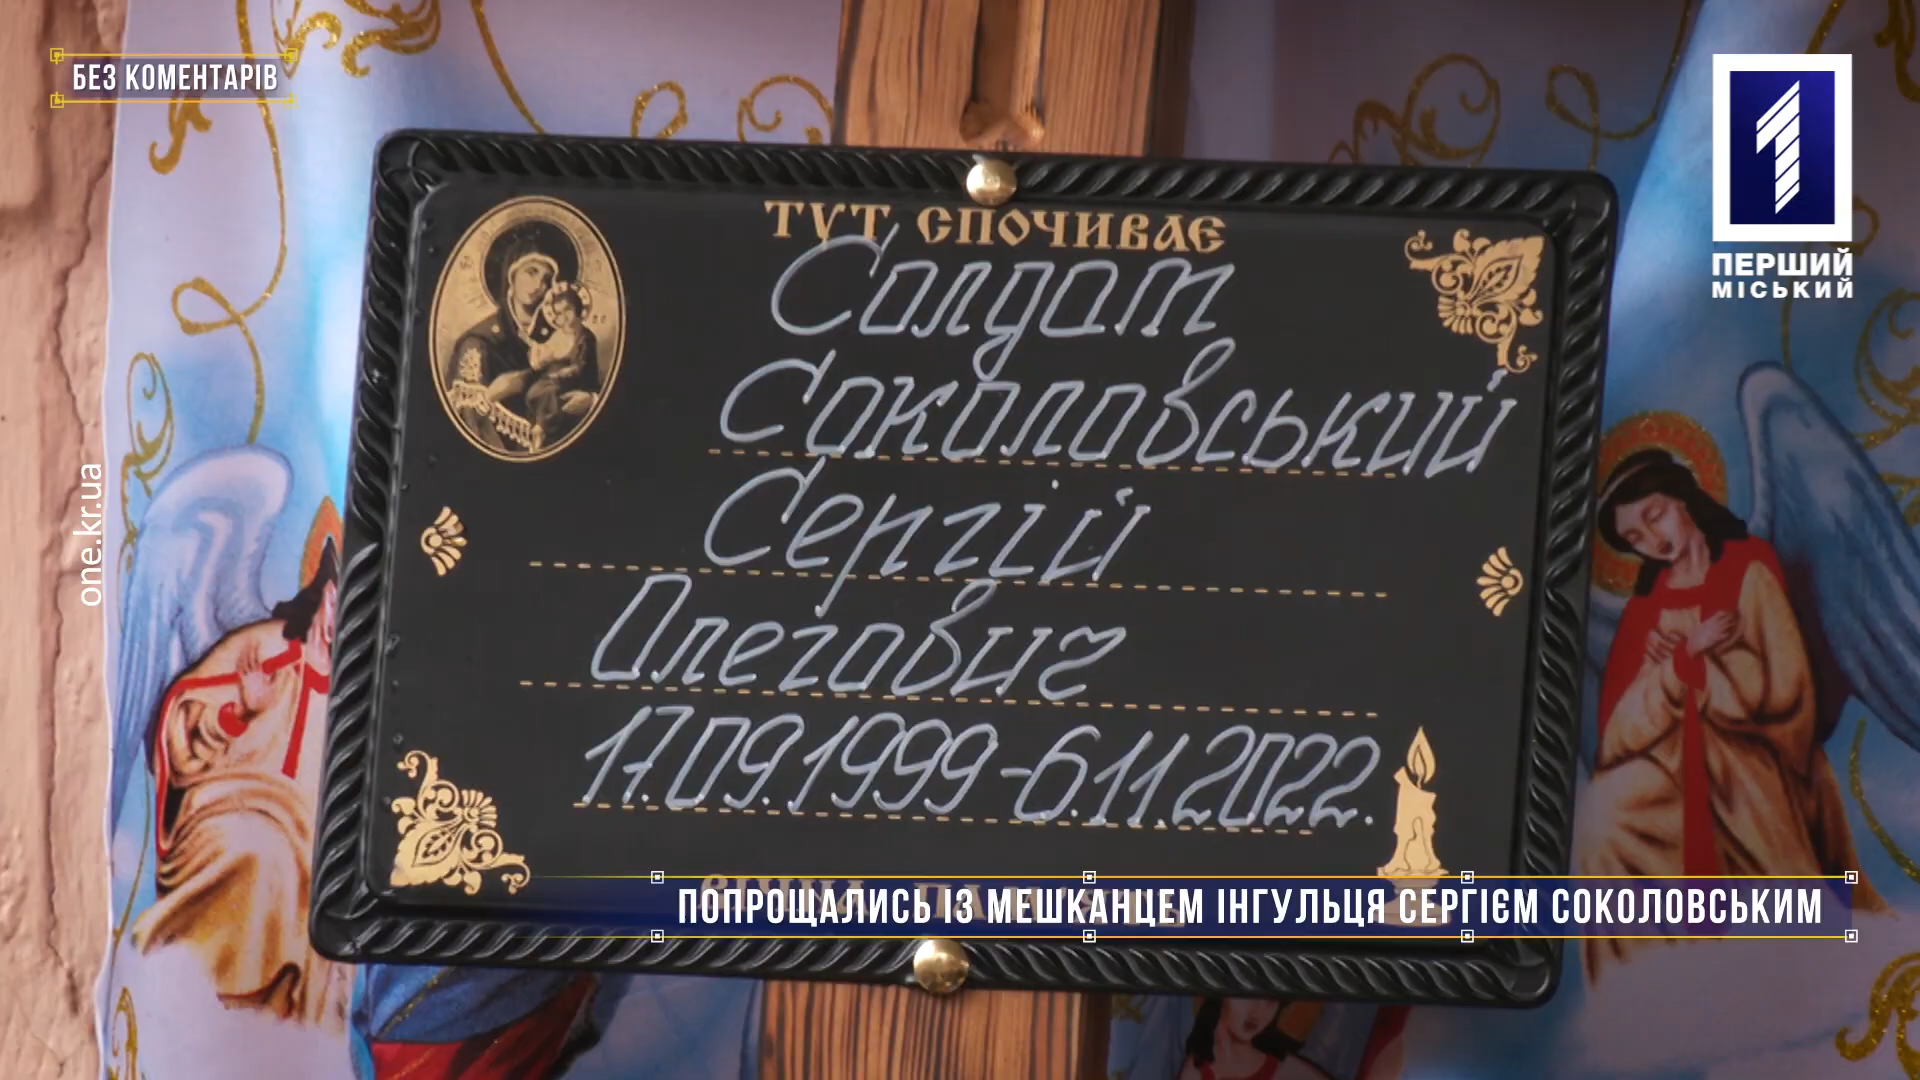 БЕЗ КОМЕНТАРІВ
ПЕРШИЙ
МІСЬКИЙ
one.kr.ua
ТУТ СПОЧИВАЄ
Солдат
Соколовський
Сергій
Олегович
17.09.1999-6.11.2022.
ПОПРОЩАЛИСЬ ІЗ МЕШКАНЦЕМ ІНГУЛЬЦЯ СЕРГІЄМ СОКОЛОВСЬКИМ